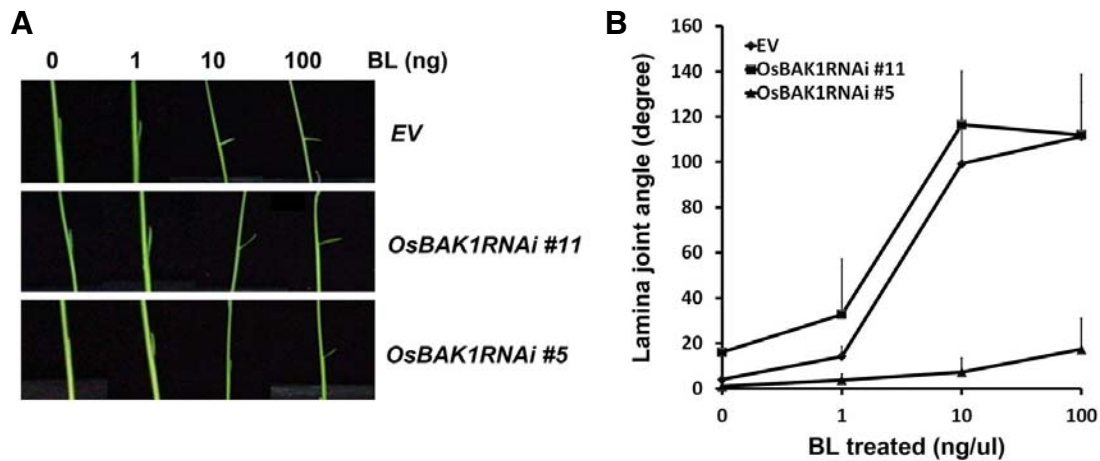 A
0 1 10 100 BL (ng)
EV
OsBAK1RNAi #11
OsBAK1RNAi #5
B
160
140
120
100
80
60
40
20
0
Lamina joint angle (degree)
EV
OsBAK1RNAi #11
OsBAK1RNAi #5
0 1 10 100
BL treated (ng/ul)